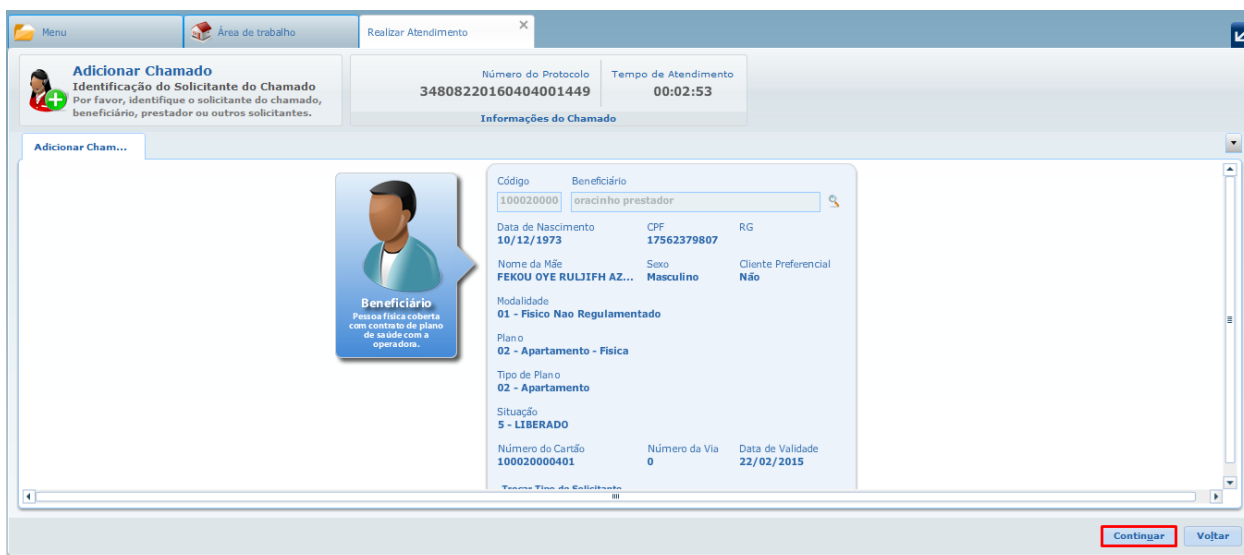 Menu
Área de trabalho
Realizar Atendimento
Adicionar Chamado
Identificação do Solicitante do Chamado
Por favor, identifique o solicitante do chamado,
beneficiário, prestador ou outros solicitantes.
Número do Protocolo
34808220160404001449
Tempo de Atendimento
00:02:53
Informações do Chamado
Adicionar Cham...
Beneficiário
Pessoa física coberta
com contrato de plano
de saúde com a
operadora.
Código Beneficiário
100020000 oracinho prestador
Data de Nascimento CPF RG
10/12/1973 17562379807
Nome da Mãe Sexo Cliente Preferencial
FEKOU OYE RULJIFH AZ... Masculino Não
Modalidade
01 - Fisico Nao Regulamentado
Plano
02 - Apartamento - Fisica
Tipo de Plano
02 - Apartamento
Situação
5 - LIBERADO
Número do Cartão Número da Via Data de Validade
100020000401 0 22/02/2015
Trocar Tipo de Solicitante
Continuar Voltar